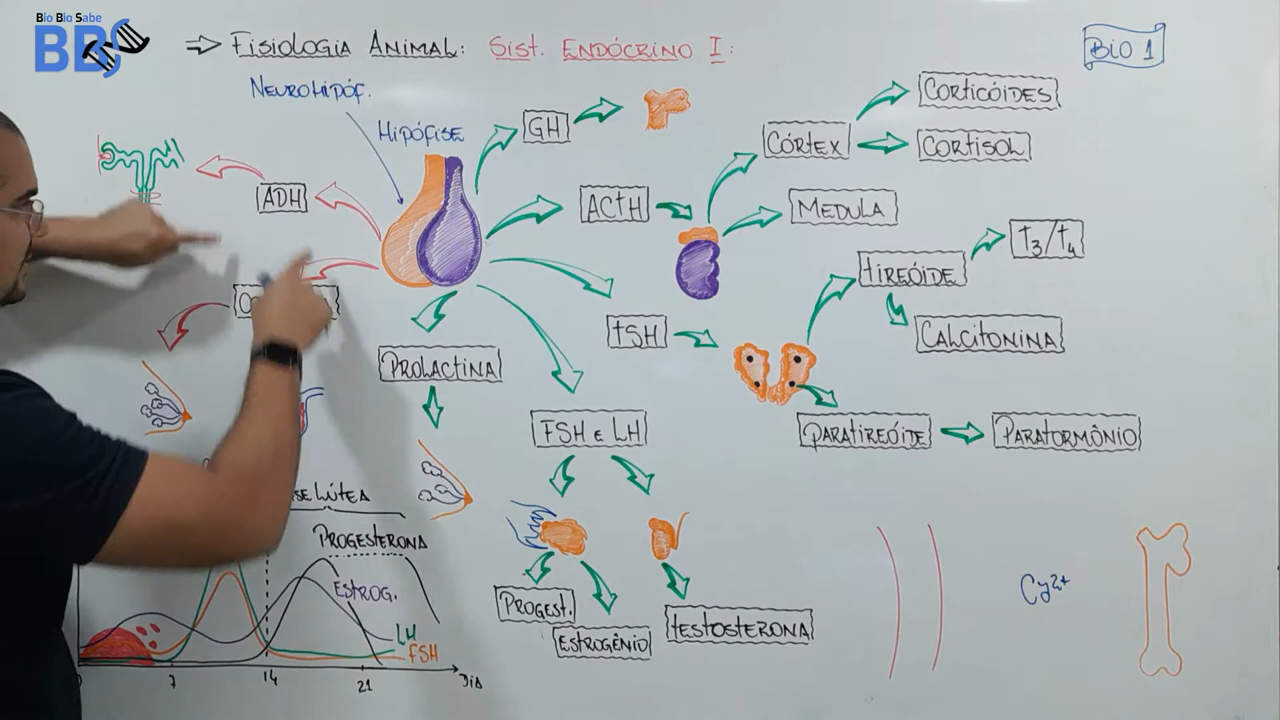 Bio Bio Sabe
BBS
⇒ FISIOLOGIA ANIMAL: SIST. ENDÓCRINO I:
BIO 1
NEUROHIPÓF.
HIPÓFISE
GH
CORTICÓIDES
CÓRTEX
CORTISOL
ADH
ACTH
MEDULA
T3/T4
TIREÓIDE
TSH
CALCITONINA
PROLACTINA
FSH E LH
PARATIREÓIDE
PARATORMÔNIO
LÚTEA
PROGESTERONA
ESTROG.
LH
FSH
7
14
21
DIA
PROGEST.
ESTROGÊNIO
TESTOSTERONA